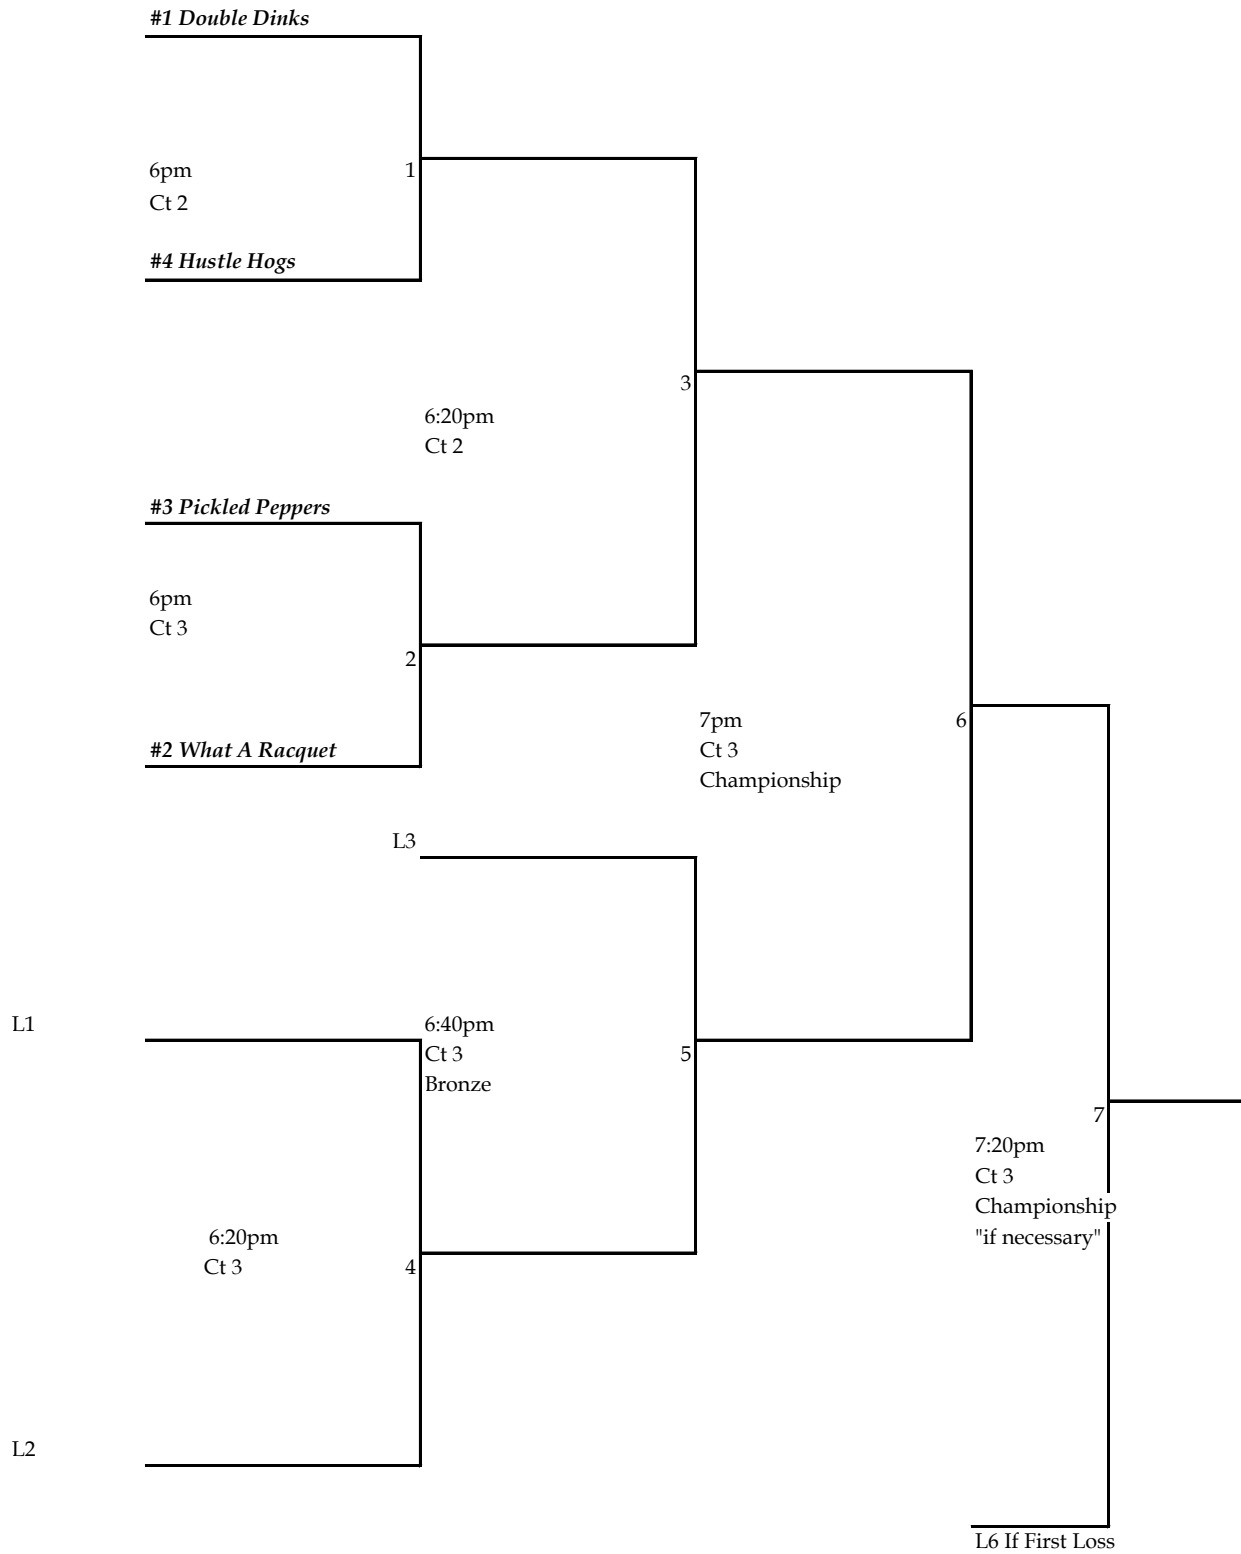 #1 Double Dinks
6pm
1
Ct 2
#4 Hustle Hogs
3
6:20pm
Ct 2
#3 Pickled Peppers
6pm
Ct 3
2
7pm
6
Ct 3
#2 What A Racquet
Championship
L3
L1
6:40pm
Ct 3
5
Bronze
7
7:20pm
Ct 3
Championship
"if necessary"
6:20pm
Ct 3
4
L2
L6 If First Loss